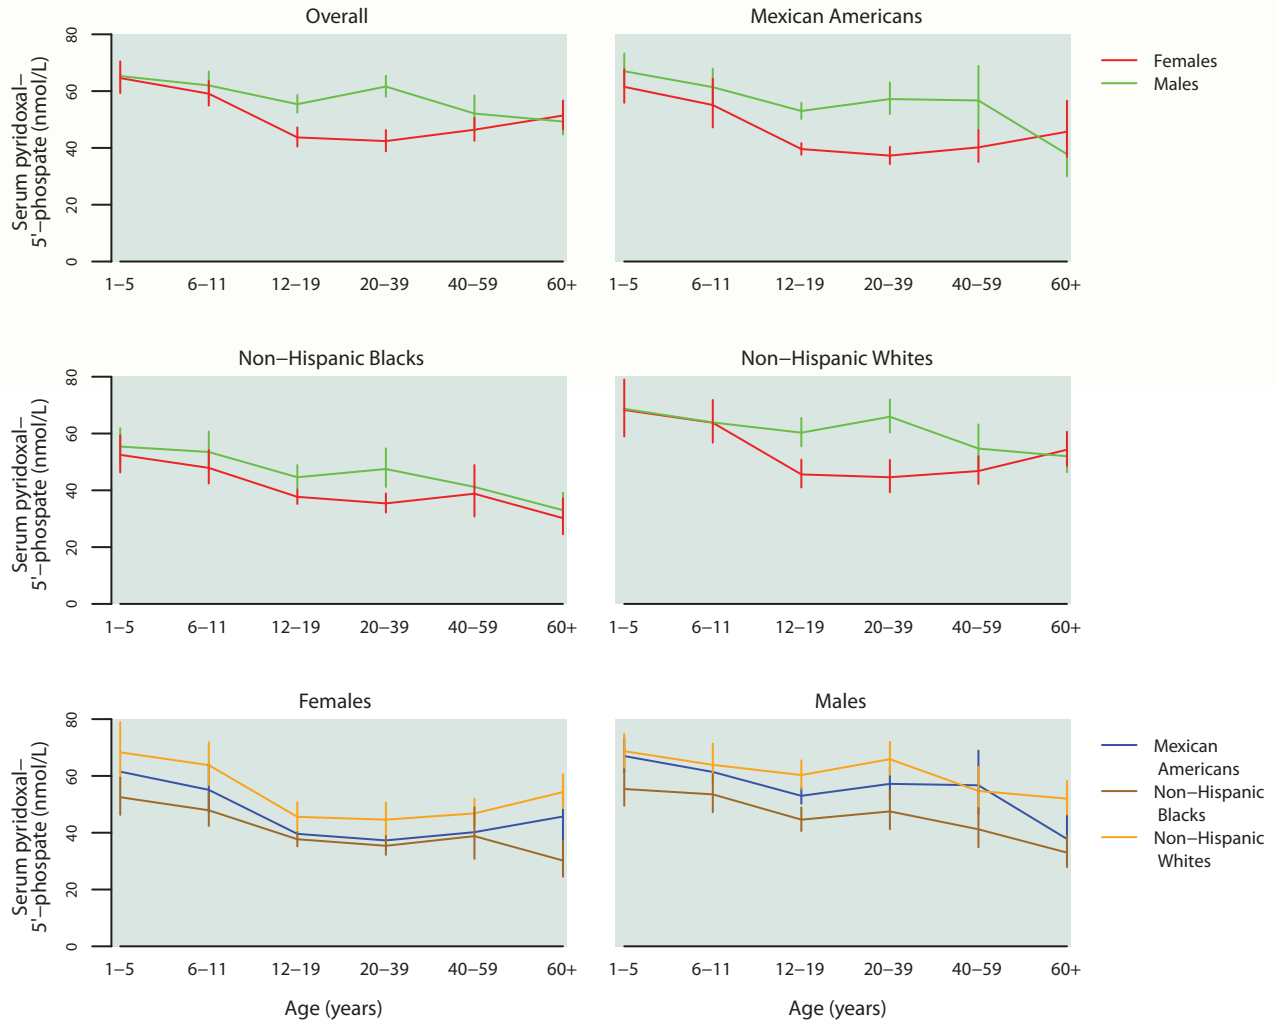 Overall
Mexican Americans
Serum pyridoxal−
5'−phospate (nmol/L)
80
60
40
20
0
1−5 6−11 12−19 20−39 40−59 60+
1−5 6−11 12−19 20−39 40−59 60+
Females
Males
Non−Hispanic Blacks
Non−Hispanic Whites
Serum pyridoxal−
5'−phospate (nmol/L)
80
60
40
20
0
1−5 6−11 12−19 20−39 40−59 60+
1−5 6−11 12−19 20−39 40−59 60+
Females
Males
Serum pyridoxal−
5'−phospate (nmol/L)
80
60
40
20
0
1−5 6−11 12−19 20−39 40−59 60+
1−5 6−11 12−19 20−39 40−59 60+
Age (years)
Age (years)
Mexican
Americans
Non−Hispanic
Blacks
Non−Hispanic
Whites